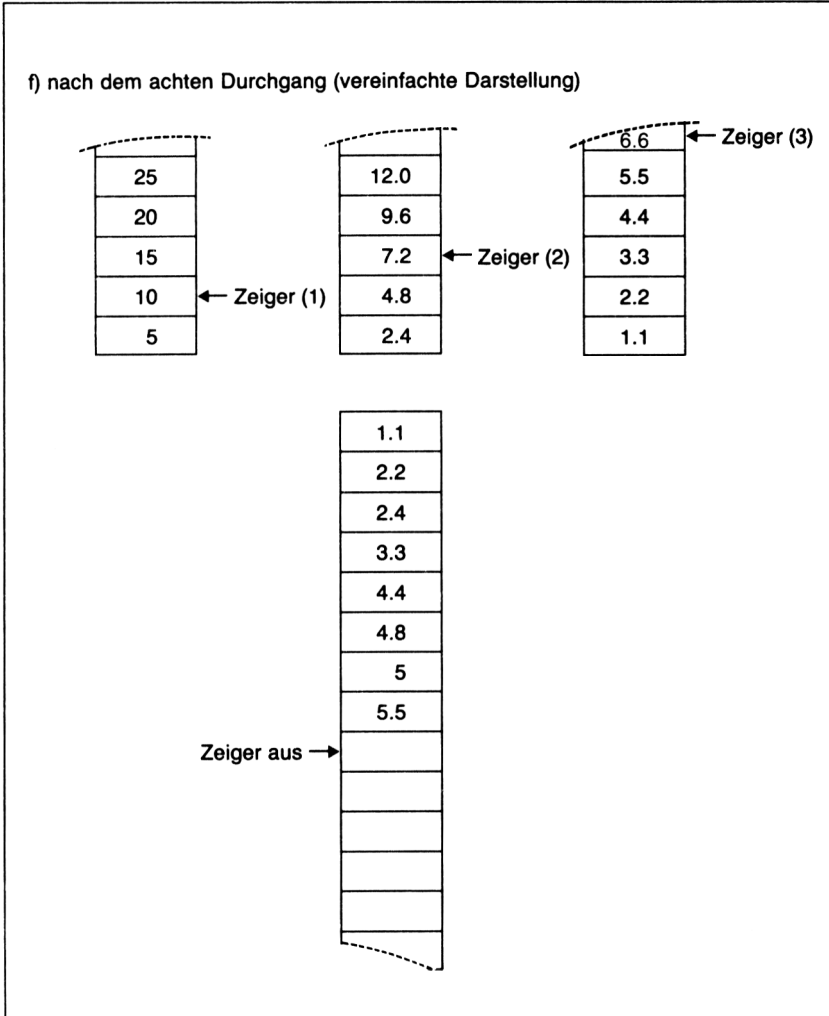 f) nach dem achten Durchgang (vereinfachte Darstellung)
6.6 Zeiger (3)
25 12.0 5.5
20 9.6 4.4
15 7.2 Zeiger (2) 3.3
10 Zeiger (1) 4.8 2.2
5 2.4 1.1
1.1
2.2
2.4
3.3
4.4
4.8
5
5.5
Zeiger aus